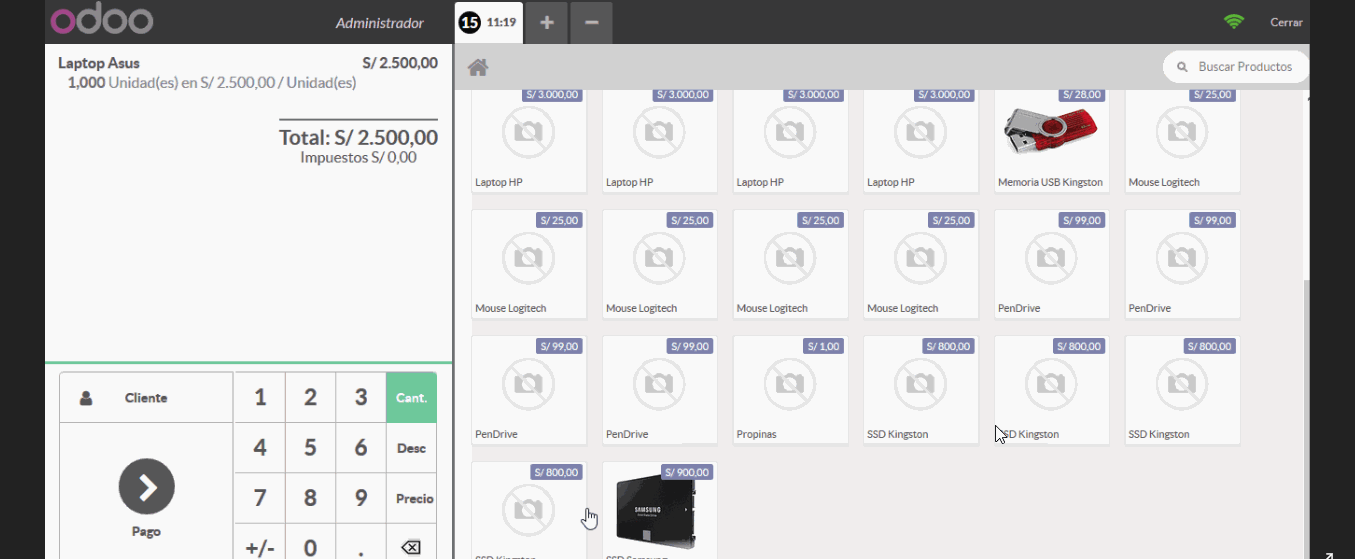 odoo
Administrador
15 11:19
Cerrar
Laptop Asus S/ 2.500,00
1,000 Unidad(es) en S/ 2.500,00 / Unidad(es)
Total: S/ 2.500,00
Impuestos S/ 0,00
Cliente
1 2 3 Cant.
4 5 6 Desc
7 8 9 Precio
+/- 0 .
Pago
Buscar Productos
S/ 3.000,00 S/ 3.000,00 S/ 3.000,00 S/ 3.000,00 S/ 28,00 S/ 25,00
Laptop HP Laptop HP Laptop HP Laptop HP Memoria USB Kingston Mouse Logitech
S/ 25,00 S/ 25,00 S/ 25,00 S/ 25,00 S/ 99,00 S/ 99,00
Mouse Logitech Mouse Logitech Mouse Logitech Mouse Logitech PenDrive PenDrive
S/ 99,00 S/ 99,00 S/ 1,00 S/ 800,00 S/ 800,00 S/ 800,00
PenDrive PenDrive Propinas SSD Kingston SSD Kingston SSD Kingston
S/ 800,00 S/ 900,00
SAMSUNG
SSD Kingston SSD Samsung